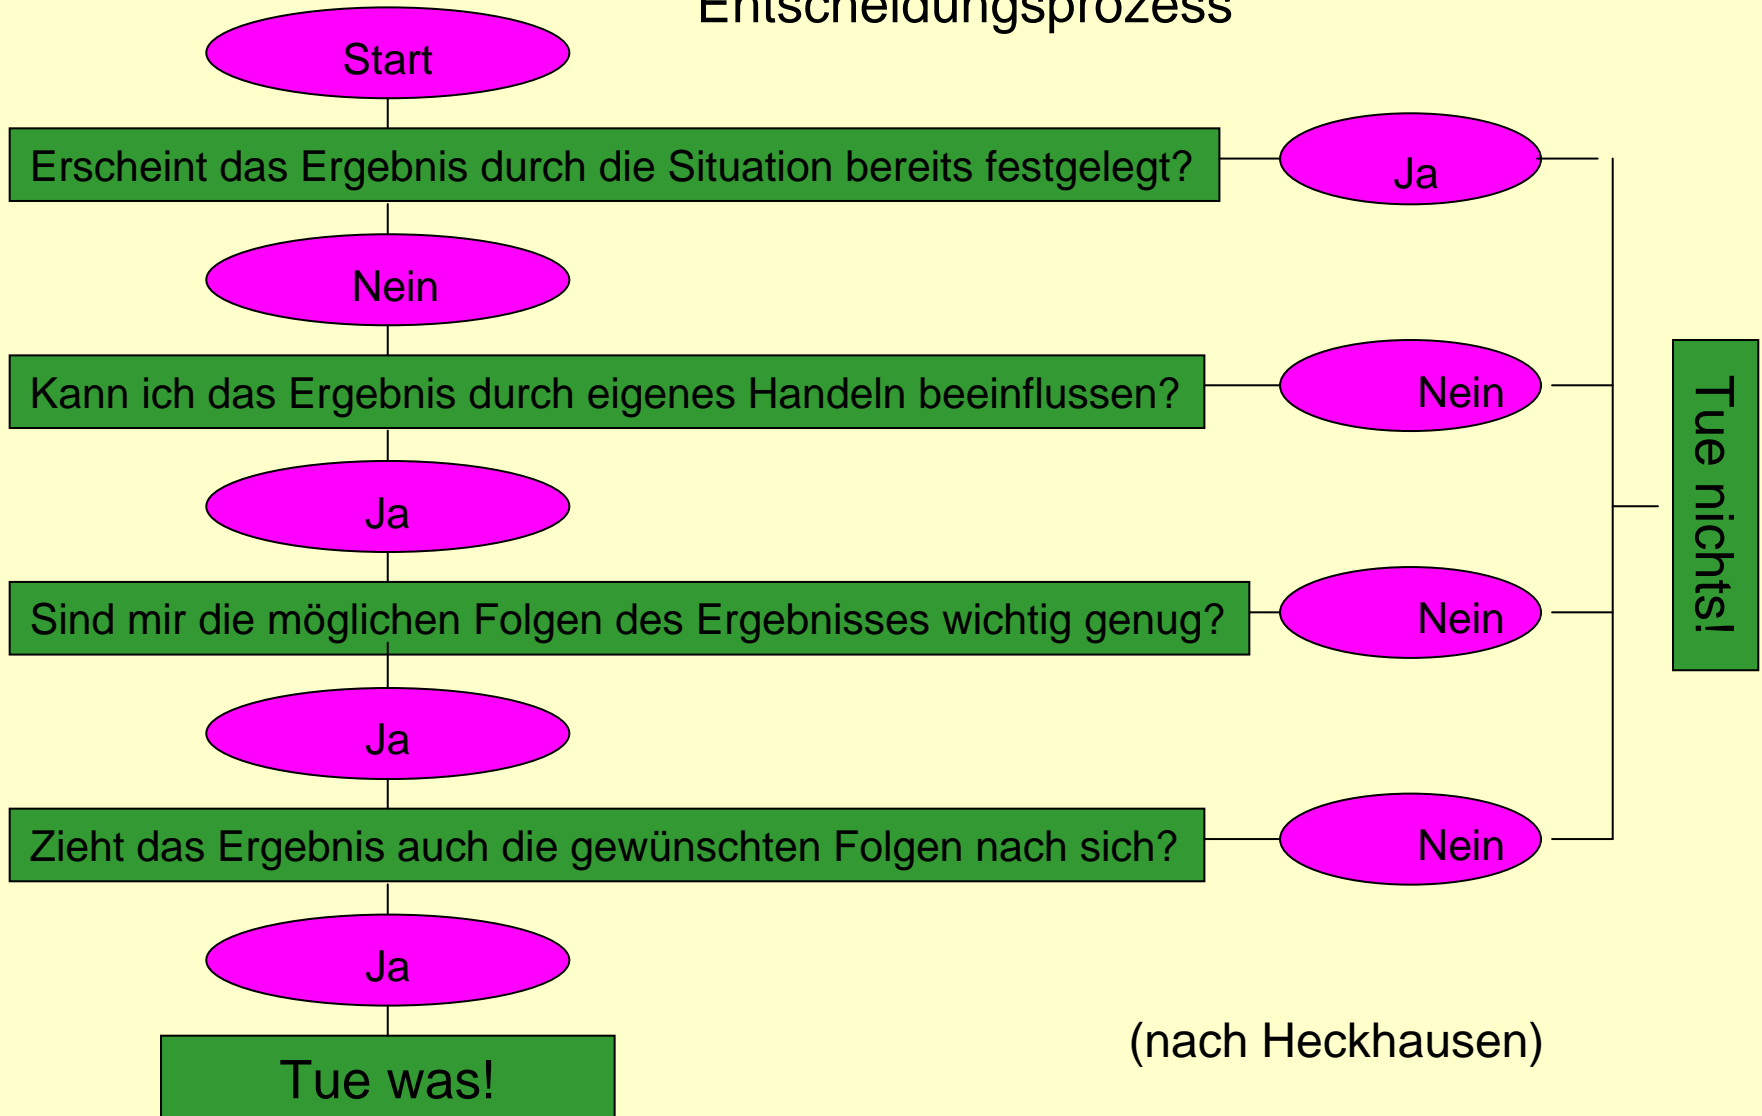 Entscheidungsprozess
Start
Erscheint das Ergebnis durch die Situation bereits festgelegt?
Ja
Nein
Kann ich das Ergebnis durch eigenes Handeln beeinflussen?
Nein
Ja
Sind mir die möglichen Folgen des Ergebnisses wichtig genug?
Nein
Ja
Zieht das Ergebnis auch die gewünschten Folgen nach sich?
Nein
Ja
Tue nichts!
Tue was!
(nach Heckhausen)